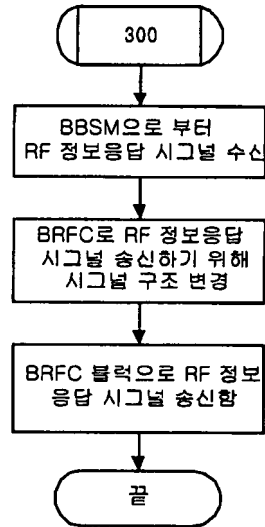 300
BBSM으로 부터
RF 정보응답 시그널 수신
BRFC로 RF 정보응답
시그널 송신하기 위해
시그널 구조 변경
BRFC 블럭으로 RF 정보
응답 시그널 송신함
끝